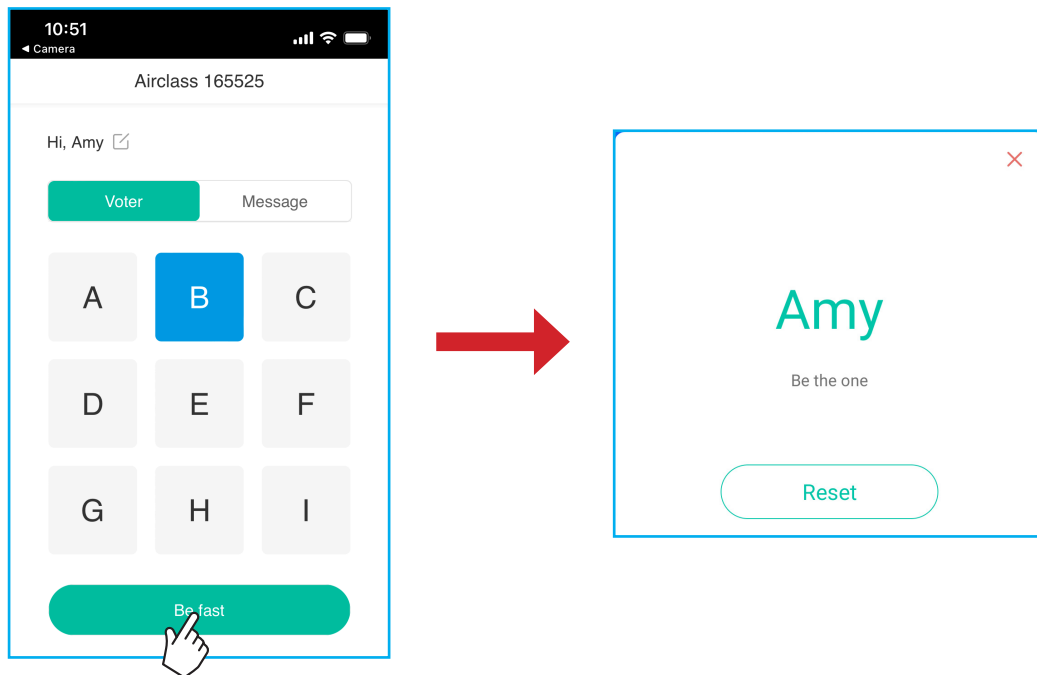 10:51
◀ Camera
Airclass 165525
Hi, Amy
Voter Message
A B C
D E F
G H I
Be fast
Amy
Be the one
Reset